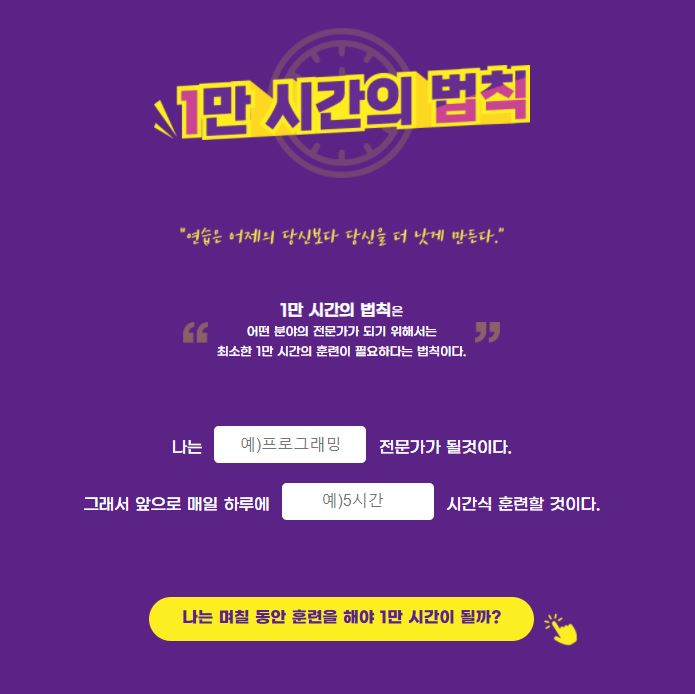 1만 시간의 법칙
"연습은 어제의 당신보다 당신을 더 낫게 만든다."
1만 시간의 법칙은
어떤 분야의 전문가가 되기 위해서는
최소한 1만 시간의 훈련이 필요하다는 법칙이다.
나는 예)프로그래밍 전문가가 될것이다.
그래서 앞으로 매일 하루에 예)5시간 시간식 훈련할 것이다.
나는 며칠 동안 훈련을 해야 1만 시간이 될까?